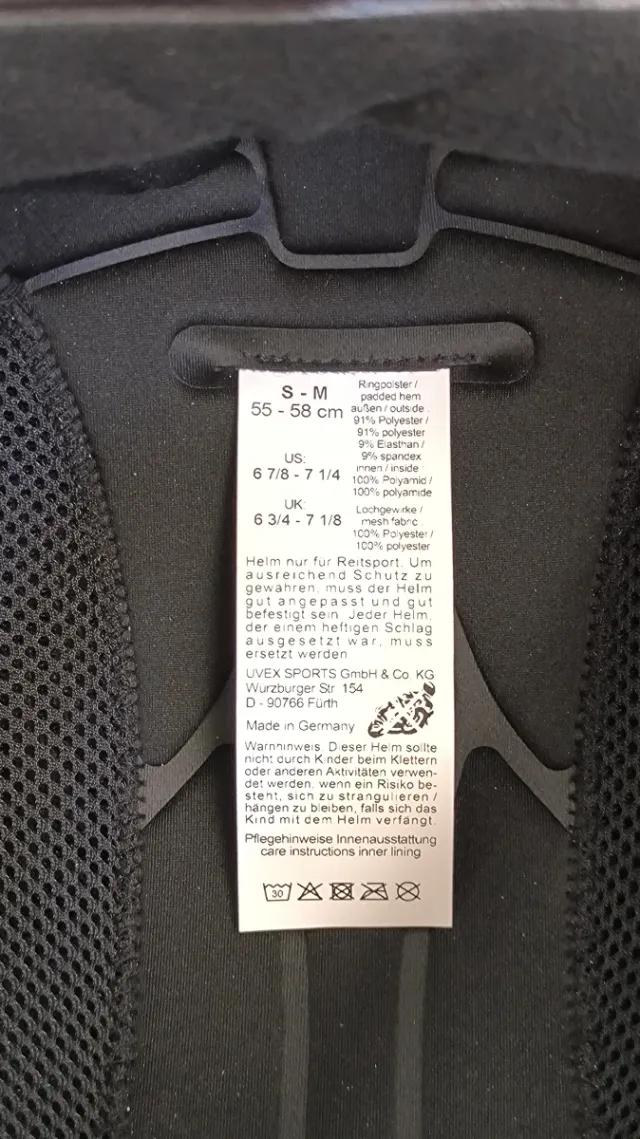 S - M
55 - 58 cm
US:
6 7/8 - 7 1/4
UK:
6 3/4 - 7 1/8
Ringpolster /
padded hem
außen / outside :
91% Polyester /
91% polyester
9% Elasthan /
9% spandex
innen / inside :
100% Polyamid /
100% polyamide
Lochgewirke /
mesh fabric :
100% Polyester /
100% polyester
Helm nur für Reitsport. Um
ausreichend Schutz zu
gewähren, muss der Helm
gut angepasst und gut
befestigt sein. Jeder Helm,
der einem heftigen Schlag
ausgesetzt war, muss
ersetzt werden
UVEX SPORTS GmbH & Co. KG
Wurzburger Str. 154
D - 90766 Fürth
Made in Germany
Warnhinweis. Dieser Helm sollte
nicht durch Kinder beim Klettern
oder anderen Aktivitäten verwen-
det werden, wenn ein Risiko be-
steht, sich zu strangulieren /
hängen zu bleiben, falls sich das
Kind mit dem Helm verfängt.
Pflegehinweise Innenausstattung
care instructions inner lining
30